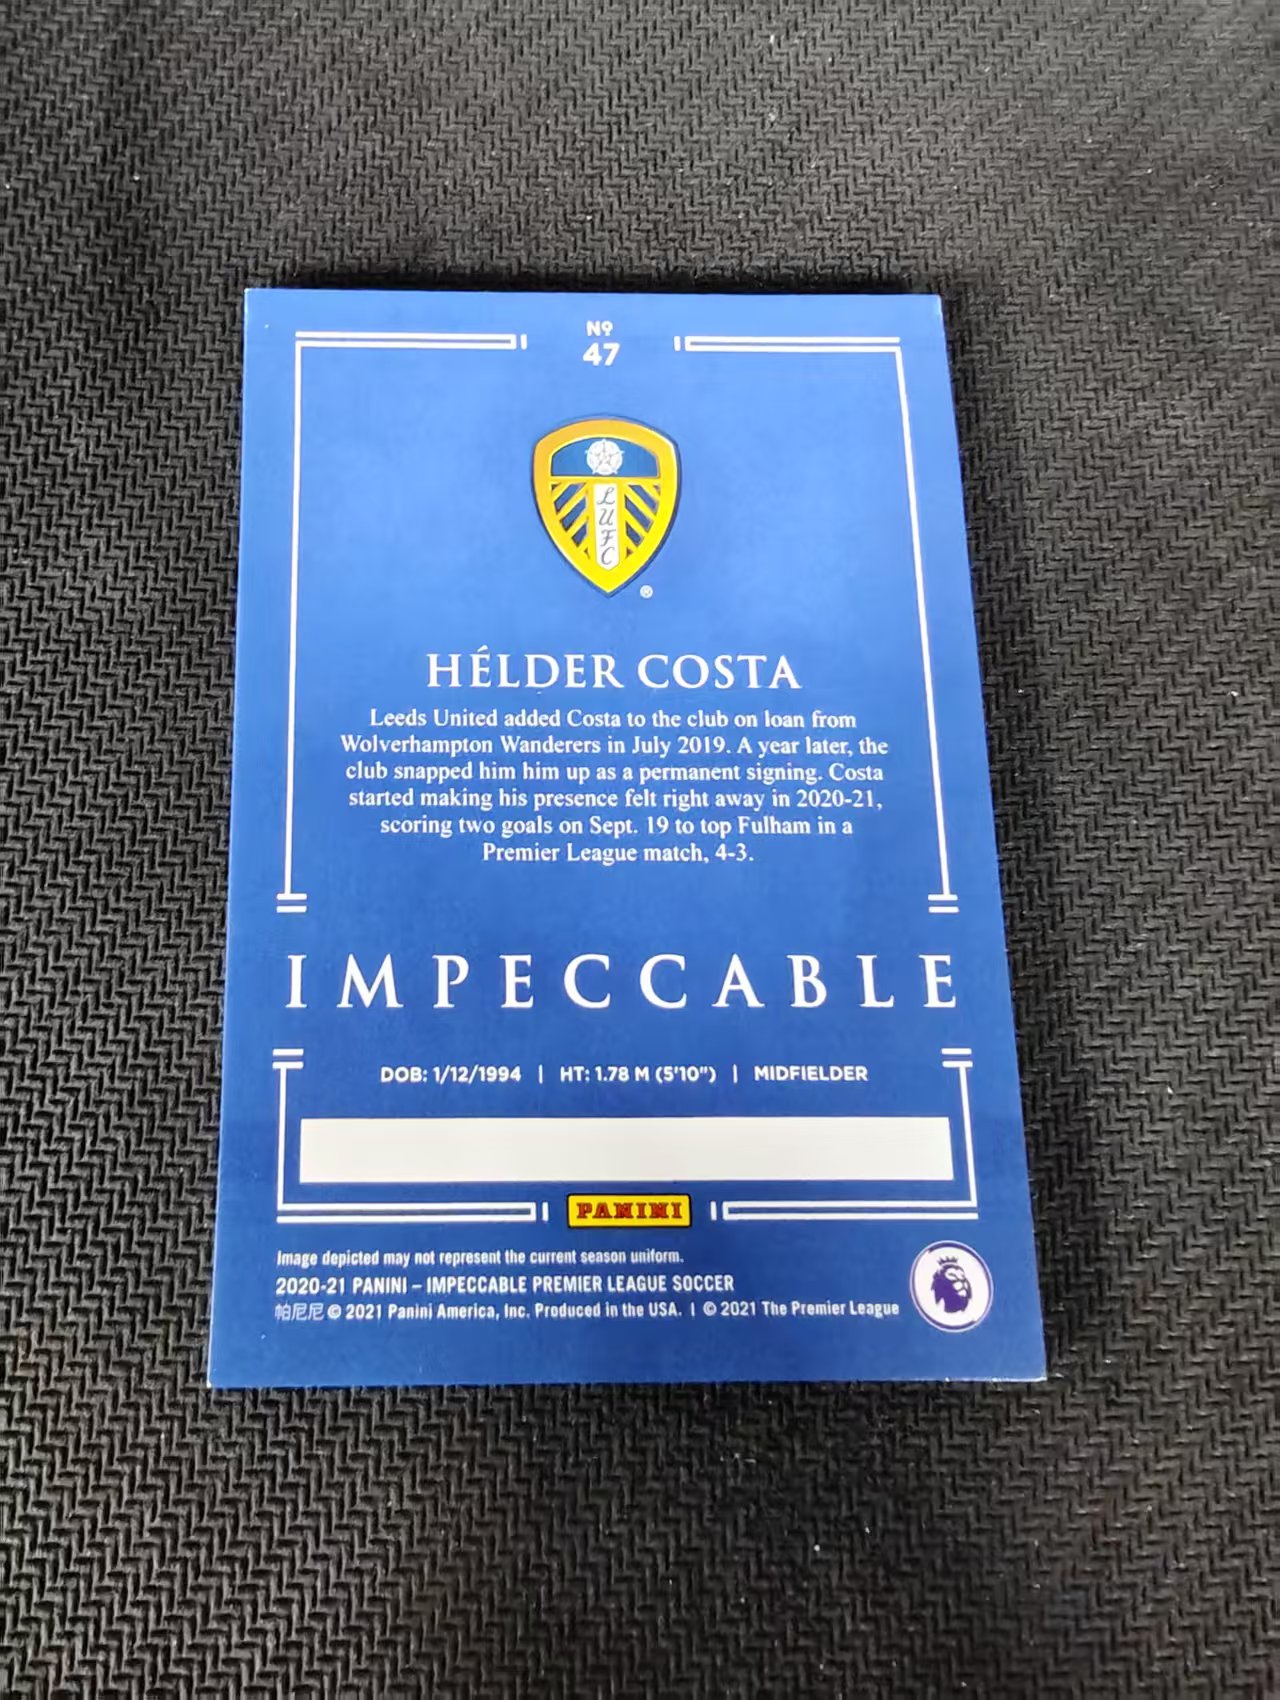 Nº
47
L
U
F
C
®
HÉLDER COSTA
Leeds United added Costa to the club on loan from
Wolverhampton Wanderers in July 2019. A year later, the
club snapped him him up as a permanent signing. Costa
started making his presence felt right away in 2020-21,
scoring two goals on Sept. 19 to top Fulham in a
Premier League match, 4-3.
IMPECCABLE
DOB: 1/12/1994 | HT: 1.78 M (5'10") | MIDFIELDER
PANINI
Image depicted may not represent the current season uniform.
2020-21 PANINI – IMPECCABLE PREMIER LEAGUE SOCCER
帕尼尼 © 2021 Panini America, Inc. Produced in the USA. | © 2021 The Premier League